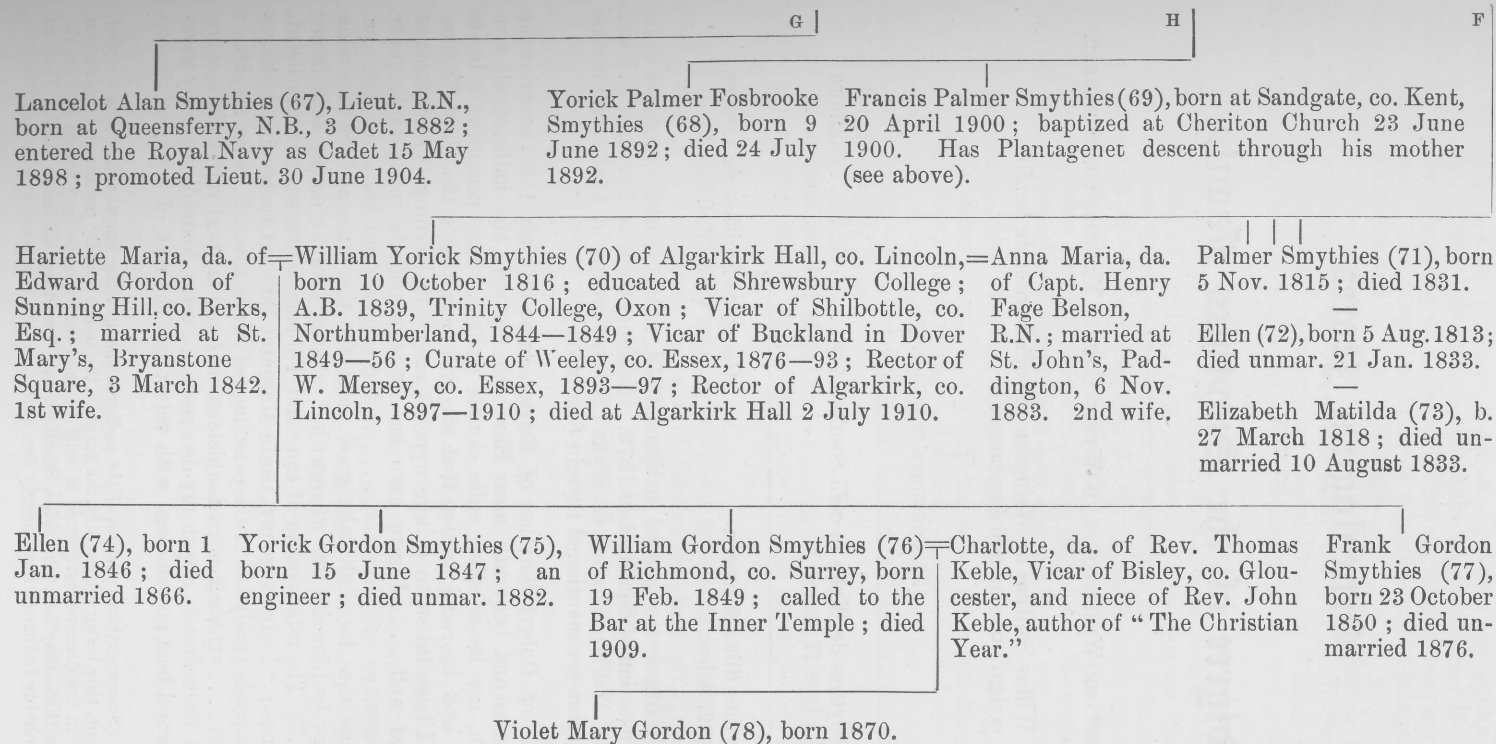 G
H
F
Lancelot Alan Smythies (67), Lieut. R.N.,
born at Queensferry, N.B., 3 Oct. 1882 ;
entered the Royal Navy as Cadet 15 May
1898 ; promoted Lieut. 30 June 1904.
Yorick Palmer Fosbrooke
Smythies (68), born 9
June 1892 ; died 24 July
1892.
Francis Palmer Smythies (69), born at Sandgate, co. Kent,
20 April 1900 ; baptized at Cheriton Church 23 June
1900. Has Plantagenet descent through his mother
(see above).
Hariette Maria, da. of
Edward Gordon of
Sunning Hill, co. Berks,
Esq. ; married at St.
Mary's, Bryanstone
Square, 3 March 1842.
1st wife.
=
William Yorick Smythies (70) of Algarkirk Hall, co. Lincoln,
born 10 October 1816 ; educated at Shrewsbury College ;
A.B. 1839, Trinity College, Oxon ; Vicar of Shilbottle, co.
Northumberland, 1844—1849 ; Vicar of Buckland in Dover
1849—56 ; Curate of Weeley, co. Essex, 1876—93 ; Rector of
W. Mersey, co. Essex, 1893—97 ; Rector of Algarkirk, co.
Lincoln, 1897—1910 ; died at Algarkirk Hall 2 July 1910.
=
Anna Maria, da.
of Capt. Henry
Fage Belson,
R.N. ; married at
St. John's, Pad-
dington, 6 Nov.
1883. 2nd wife.
Palmer Smythies (71), born
5 Nov. 1815 ; died 1831.
—
Ellen (72), born 5 Aug. 1813 ;
died unmar. 21 Jan. 1833.
—
Elizabeth Matilda (73), b.
27 March 1818 ; died un-
married 10 August 1833.
Ellen (74), born 1
Jan. 1846 ; died
unmarried 1866.
Yorick Gordon Smythies (75),
born 15 June 1847 ; an
engineer ; died unmar. 1882.
William Gordon Smythies (76)
of Richmond, co. Surrey, born
19 Feb. 1849 ; called to the
Bar at the Inner Temple ; died
1909.
=
Charlotte, da. of Rev. Thomas
Keble, Vicar of Bisley, co. Glou-
cester, and niece of Rev. John
Keble, author of "The Christian
Year."
Frank Gordon
Smythies (77),
born 23 October
1850 ; died un-
married 1876.
Violet Mary Gordon (78), born 1870.